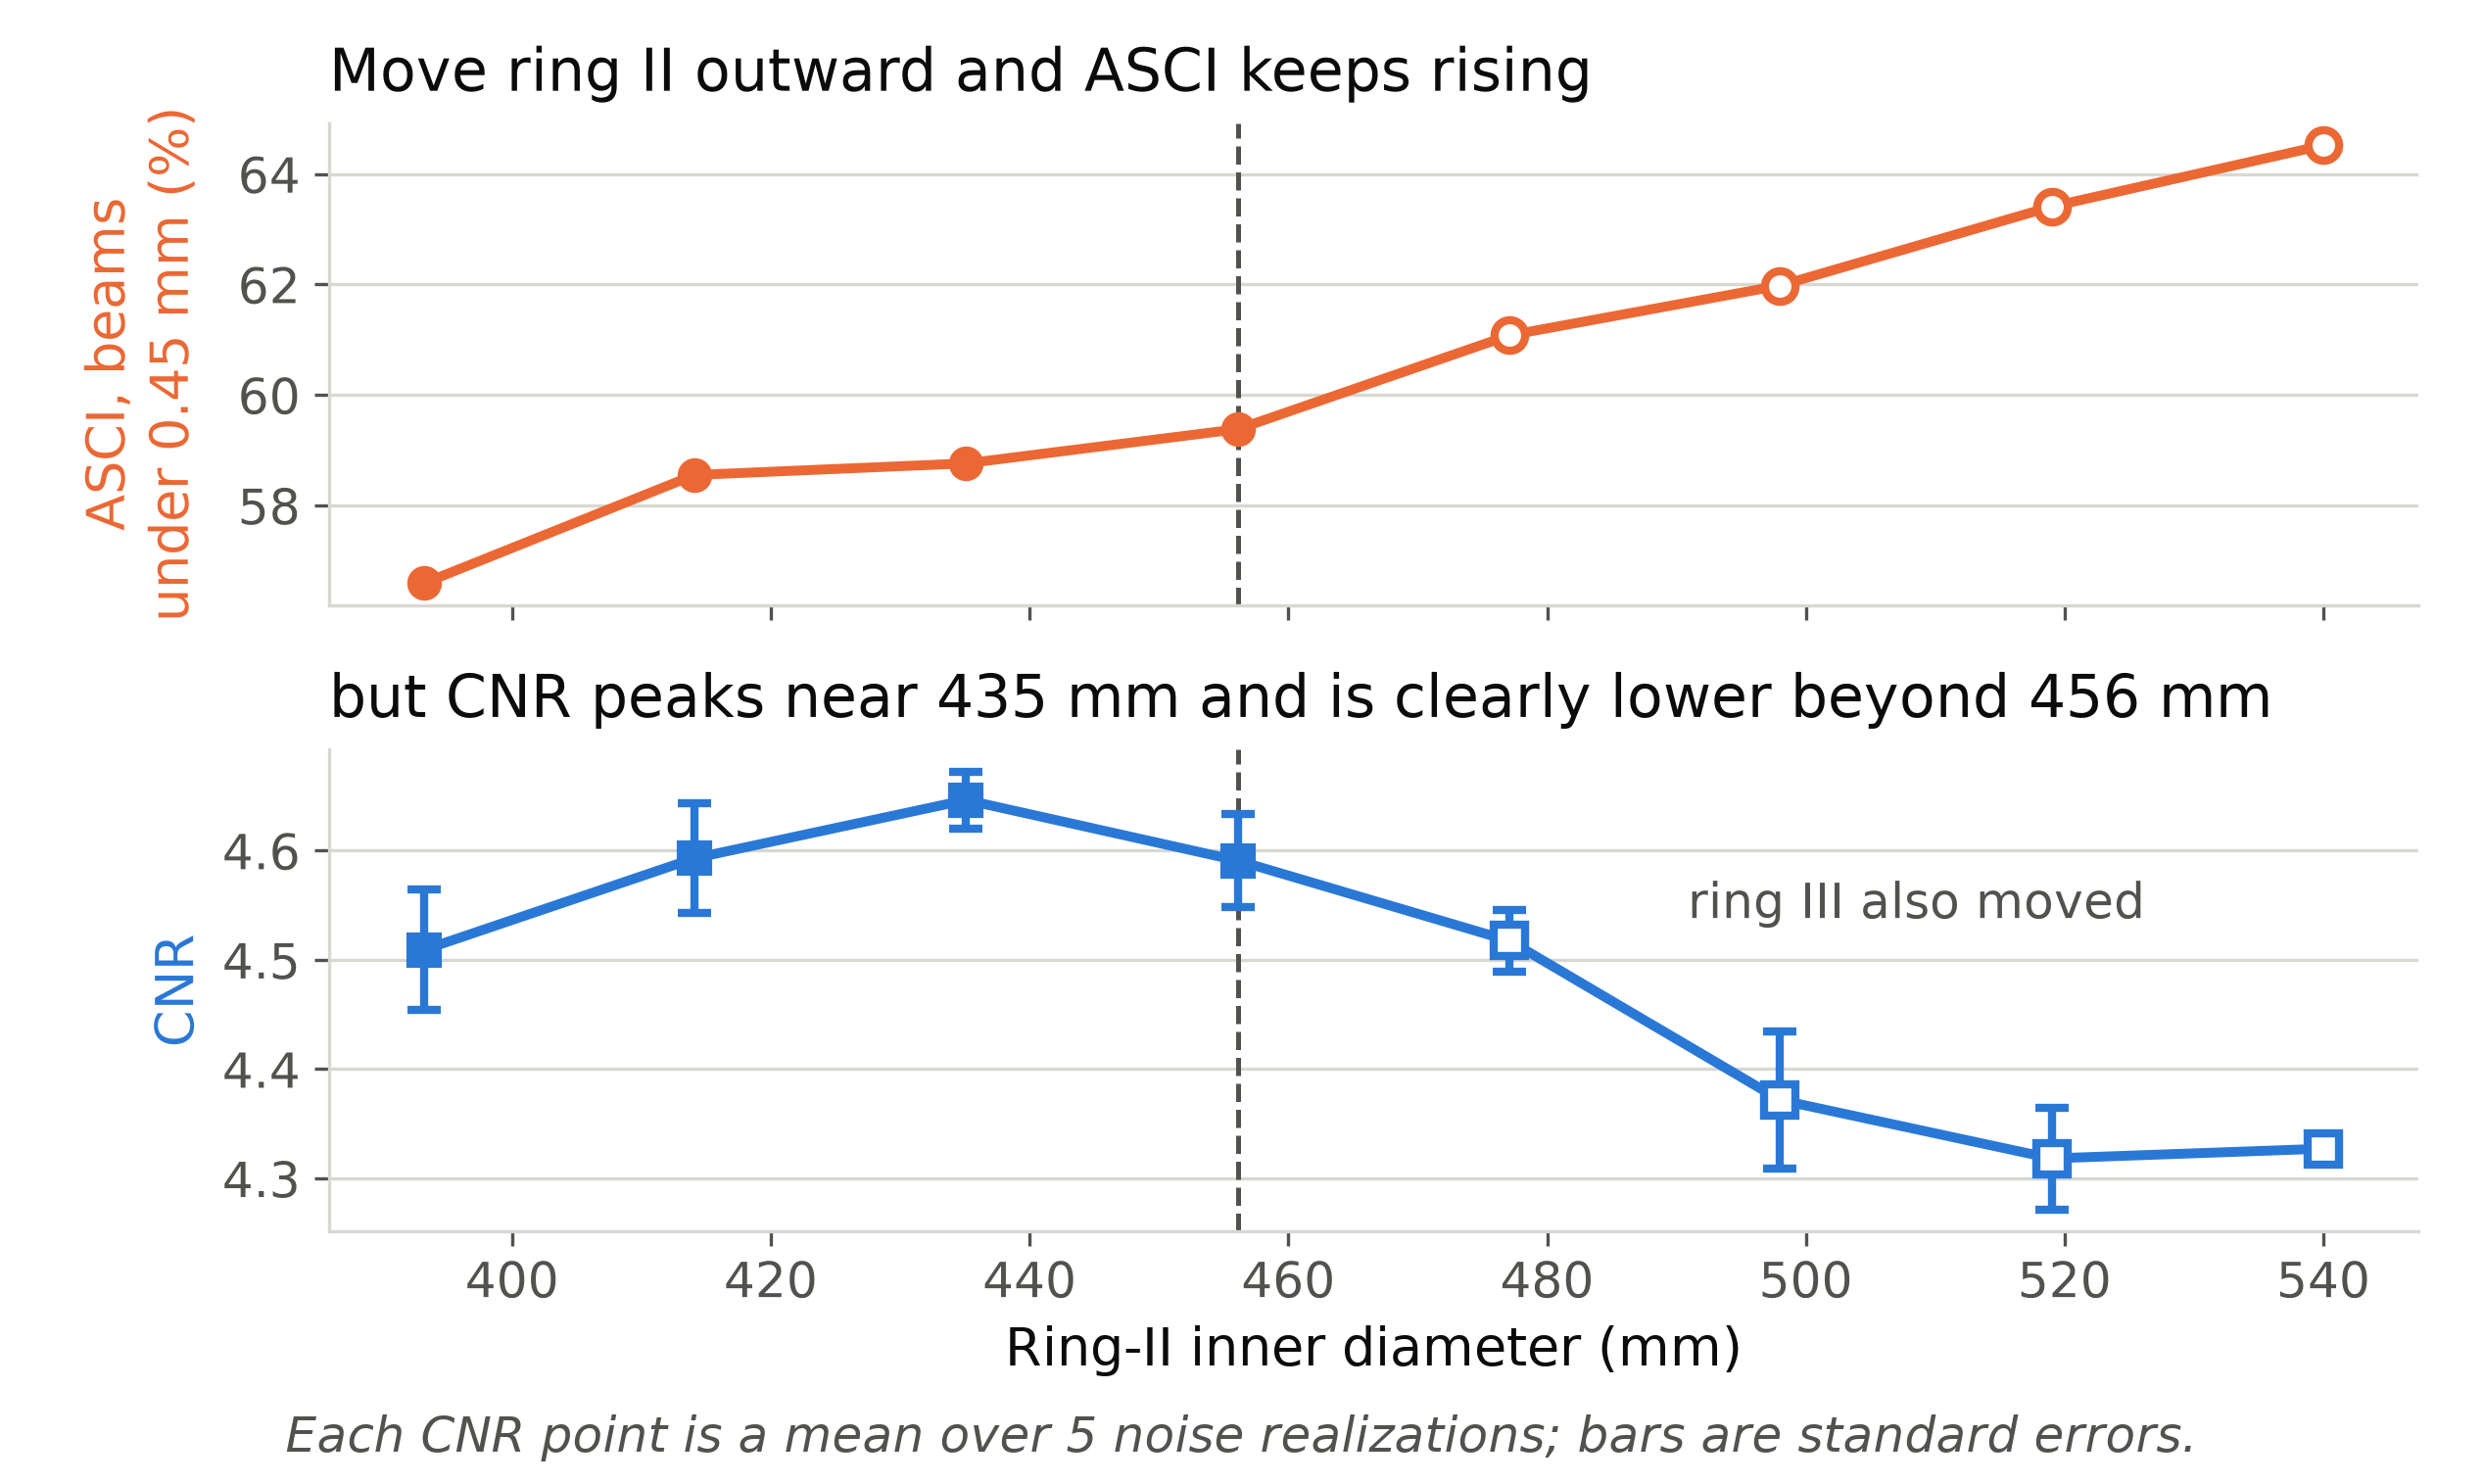 Move ring II outward and ASCI keeps rising
ASCI, beams
under 0.45 mm (%)
64
62
60
58
but CNR peaks near 435 mm and is clearly lower beyond 456 mm
CNR
4.6
4.5
4.4
4.3
ring III also moved
400 420 440 460 480 500 520 540
Ring-II inner diameter (mm)
Each CNR point is a mean over 5 noise realizations; bars are standard errors.